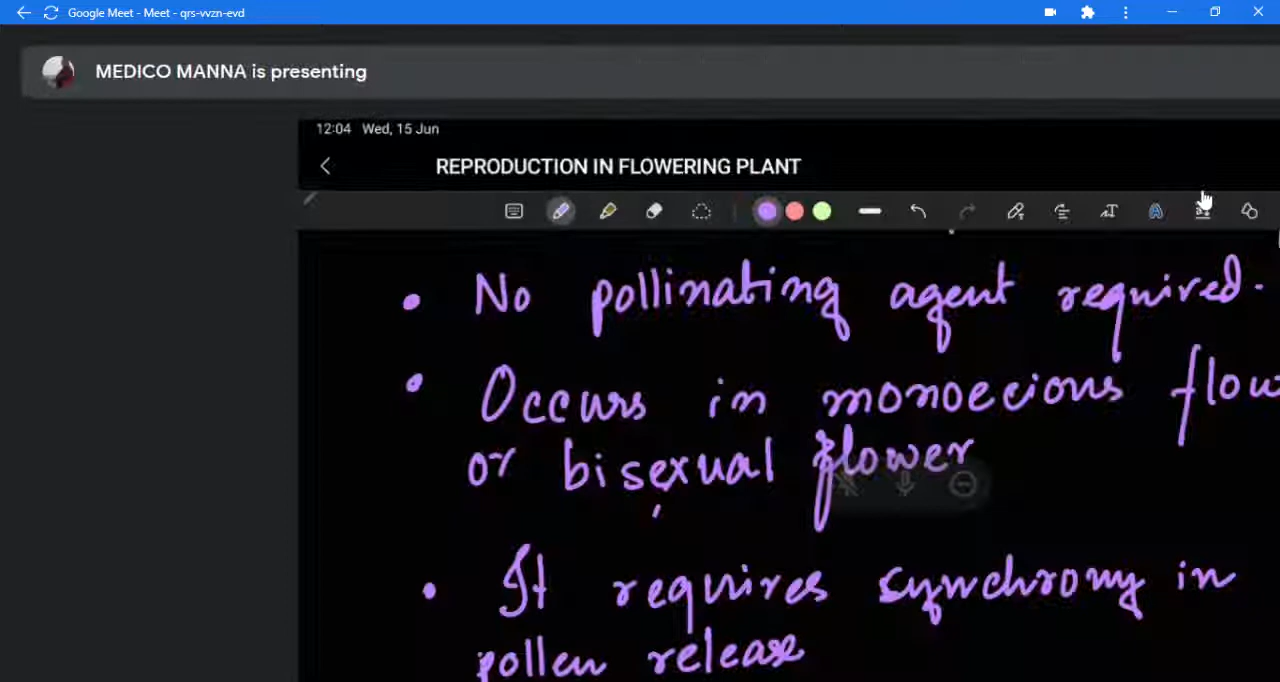 Google Meet - Meet - qrs-vvzn-evd
MEDICO MANNA is presenting
12:04 Wed, 15 Jun
REPRODUCTION IN FLOWERING PLANT
• No pollinating agent required.
• Occurs in monoecious flow
or bisexual flower
• It requires synchrony in
pollen release